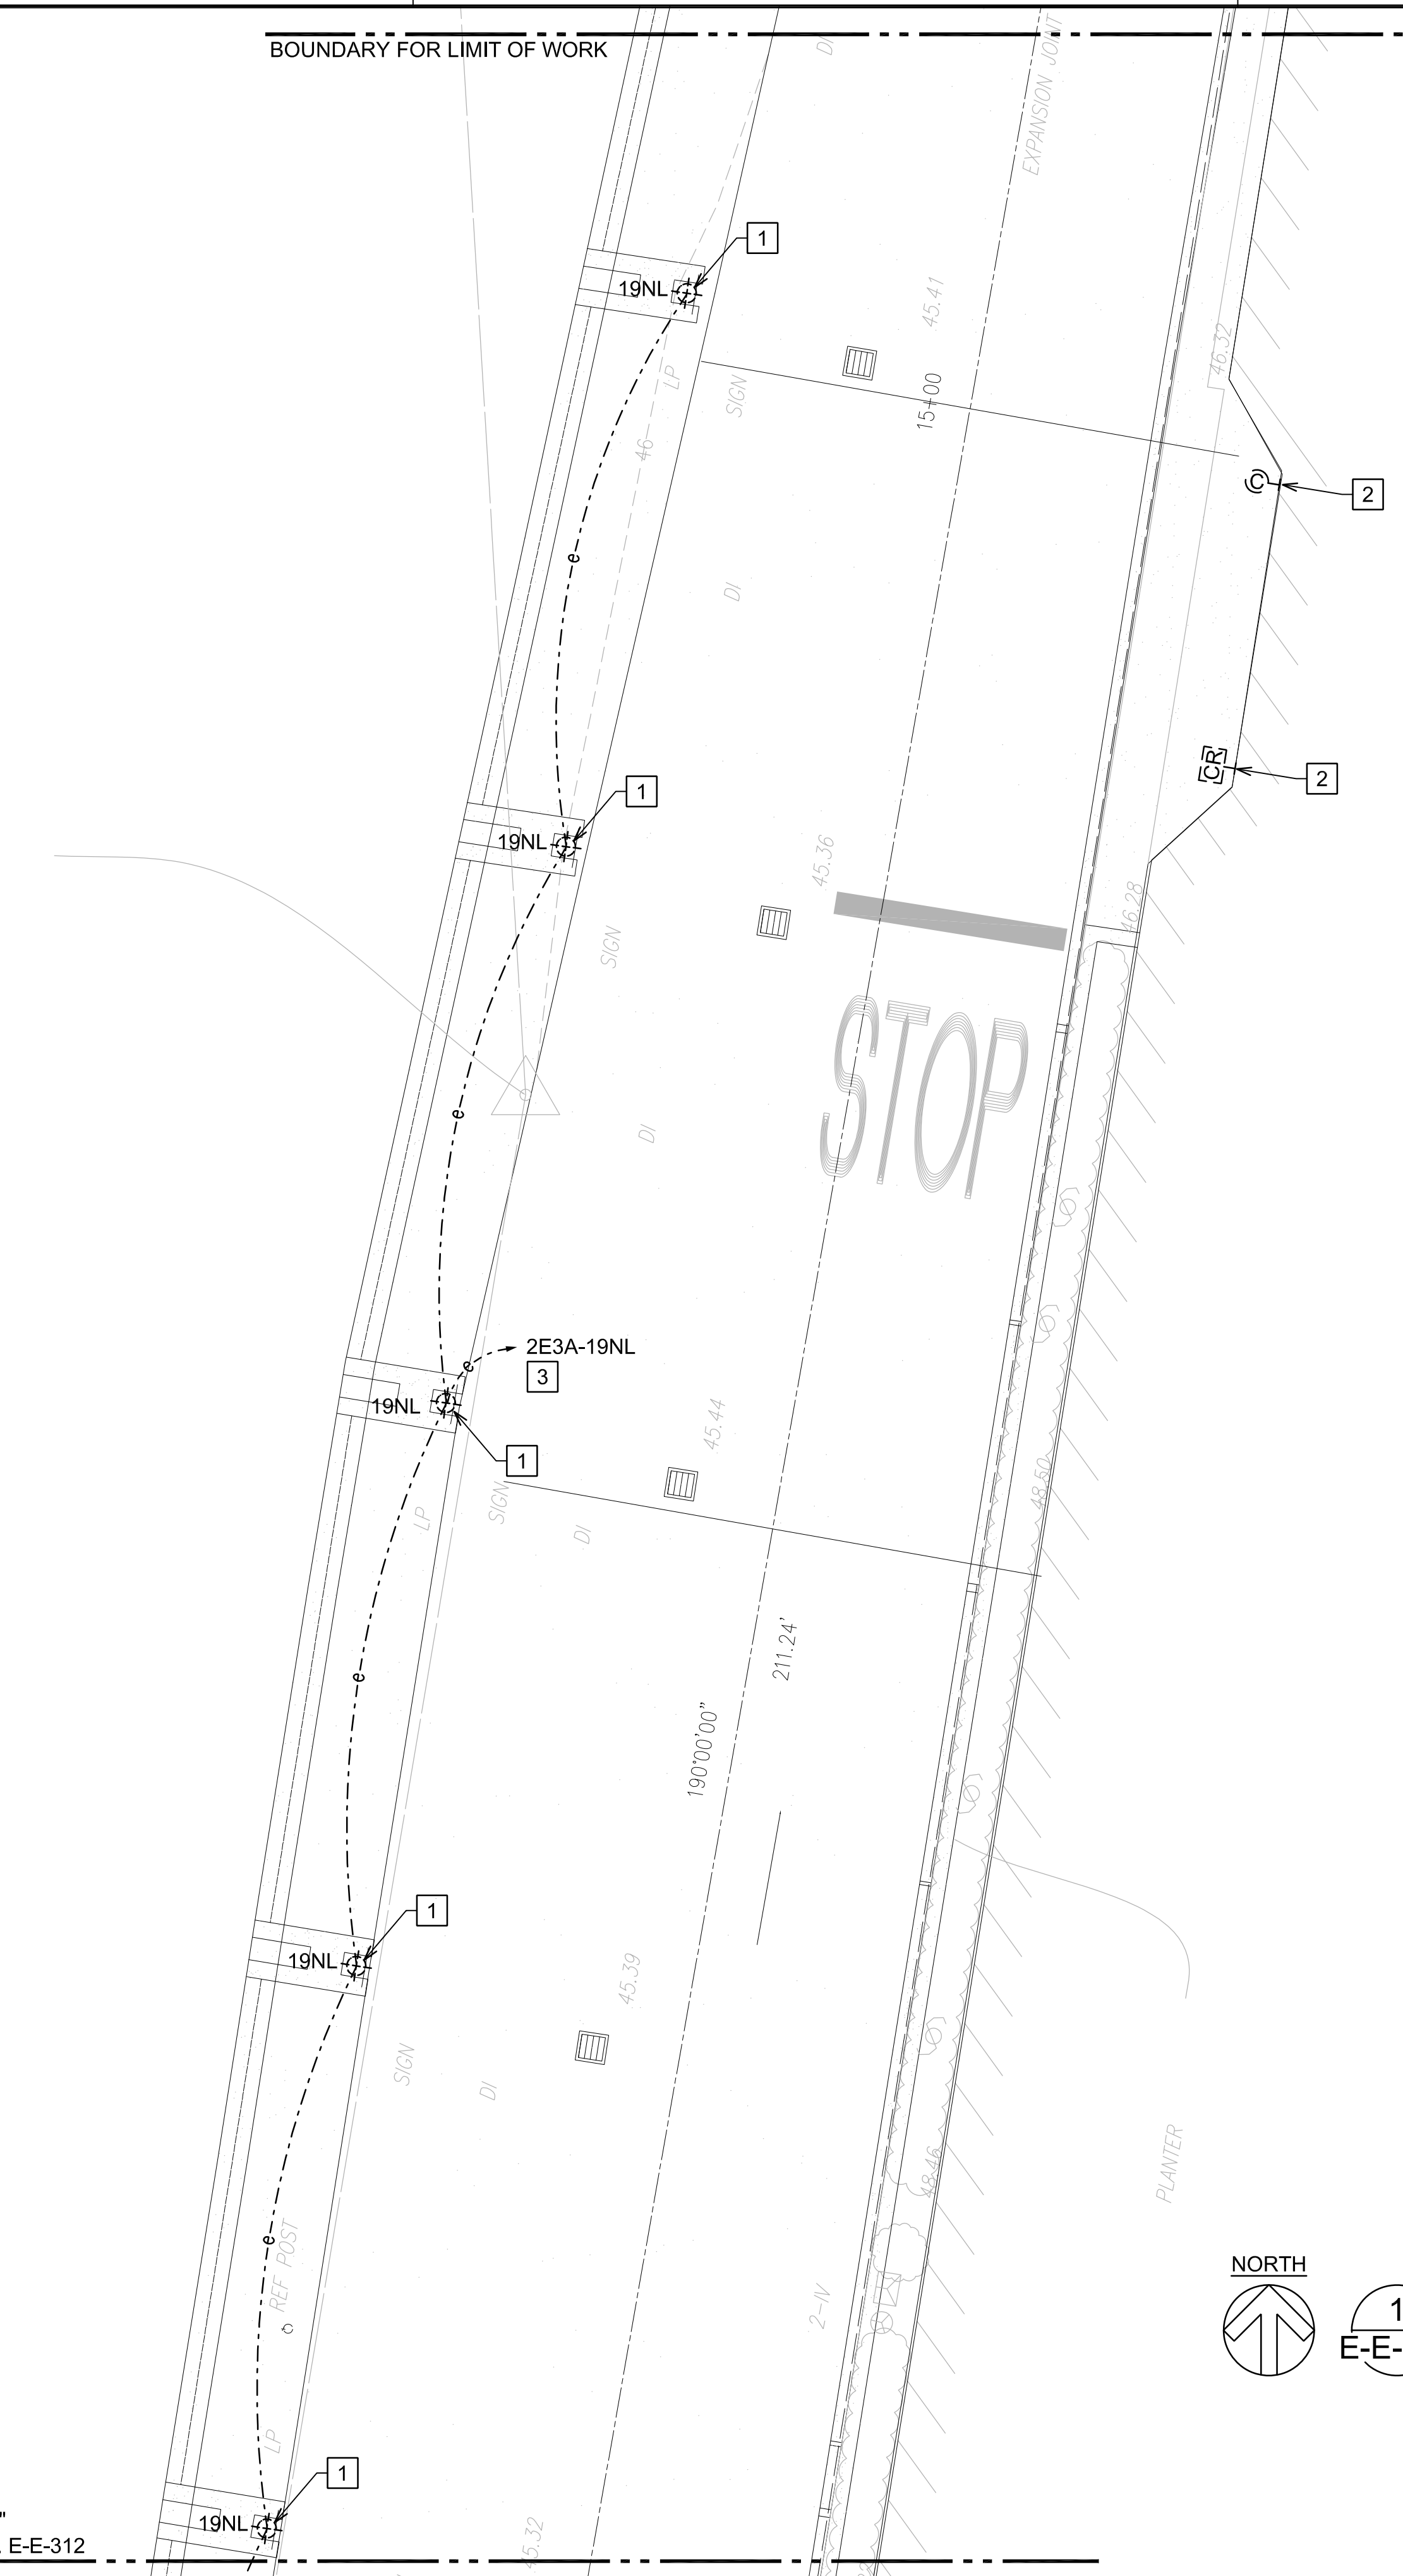 BOUNDARY FOR LIMIT OF WORK
DI
EXPANSION JOINT
1
19NL
45.41
46.32
LP
SIGN
15+00
46
C
2
e
DI
CR
2
1
19NL
45.36
46.28
SIGN
e
DI
STOP
2E3A-19NL
e
3
19NL
1
45.44
48.50
LP
SIGN
DI
211.24'
e
190°00'00"
1
19NL
45.39
SIGN
DI
48.46
PLANTER
e
REF POST
2-IV
NORTH
1
E-E-
LP
1
19NL
45.32
"
E-E-312